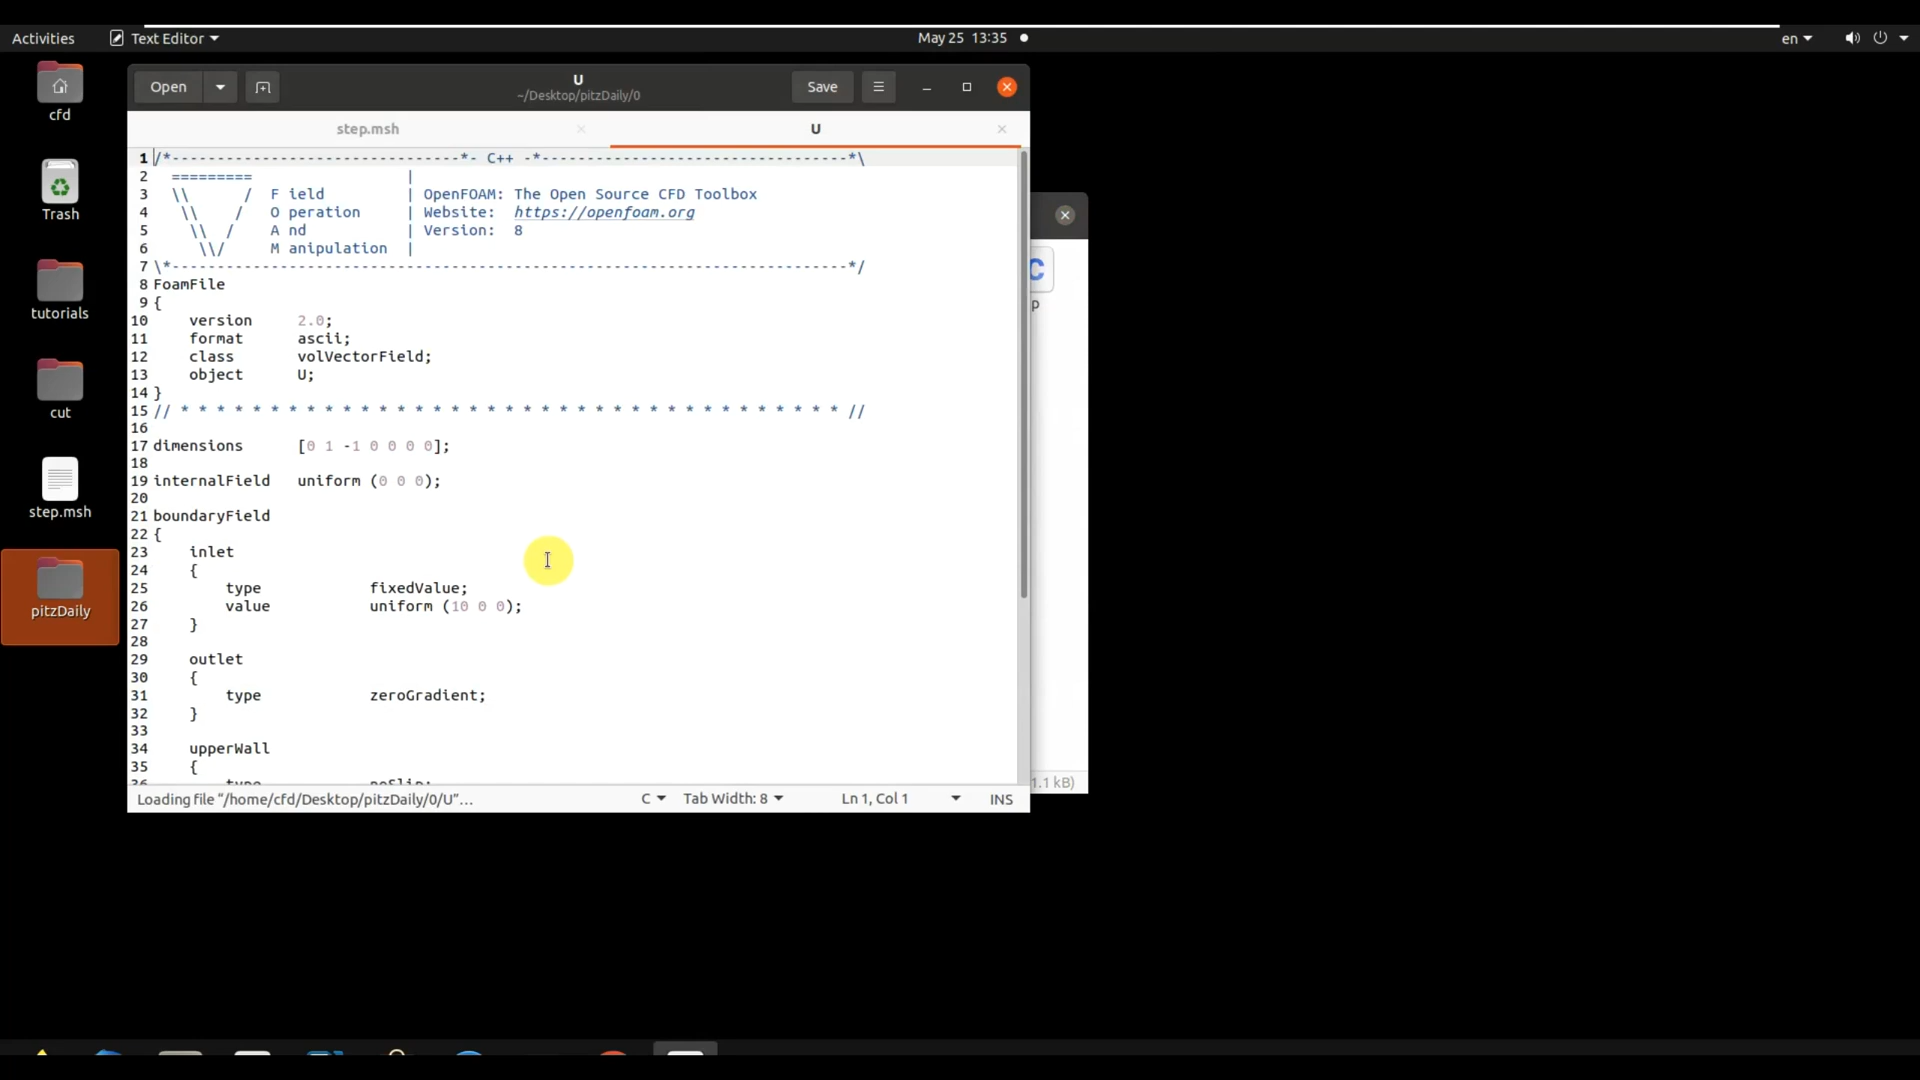 Activities Text Editor May 25 13:35 en
cfd
Trash
tutorials
cut
step.msh
pitzDaily
Open U Save
~/Desktop/pitzDaily/0
step.msh U
1 /*--------------------------------*- C++ -*----------------------------------*\
2   =========                 |
3   \\      /  F ield         | OpenFOAM: The Open Source CFD Toolbox
4    \\    /   O peration     | Website:  https://openfoam.org
5     \\  /    A nd           | Version:  8
6      \\/     M anipulation  |
7 \*---------------------------------------------------------------------------*/
8 FoamFile
9 {
10     version     2.0;
11     format      ascii;
12     class       volVectorField;
13     object      U;
14 }
15 // * * * * * * * * * * * * * * * * * * * * * * * * * * * * * * * * * * * * * //
16
17 dimensions      [0 1 -1 0 0 0 0];
18
19 internalField   uniform (0 0 0);
20
21 boundaryField
22 {
23     inlet
24     {
25         type            fixedValue;
26         value           uniform (10 0 0);
27     }
28
29     outlet
30     {
31         type            zeroGradient;
32     }
33
34     upperWall
35     {
36         type            noSlip;
Loading file “/home/cfd/Desktop/pitzDaily/0/U”… C Tab Width: 8 Ln 1, Col 1 INS
C
p
1.1 kB)